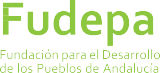 Fudepa
Fundación para el Desarrollo
de los Pueblos de Andalucía